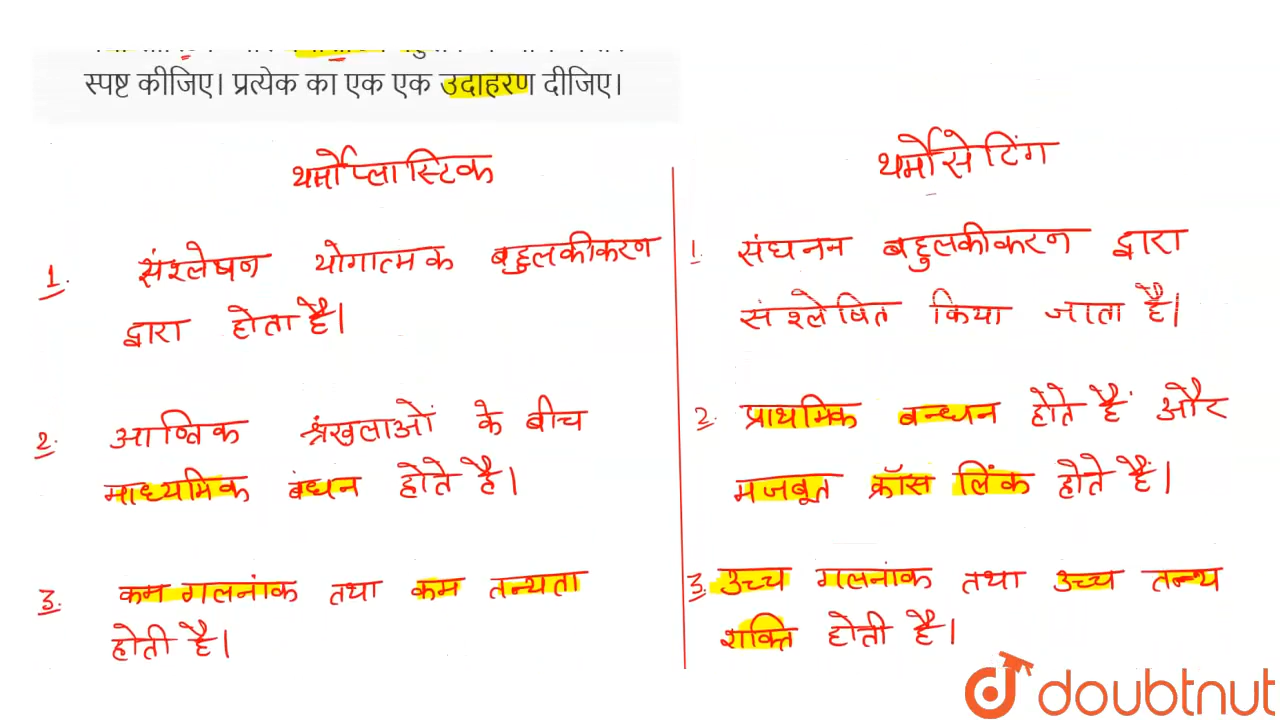 स्पष्ट कीजिए। प्रत्येक का एक एक उदाहरण दीजिए।
थर्मोप्लास्टिक
1. संश्लेषण योगात्मक बहुलकीकरण
द्वारा होता है।
2. आण्विक श्रंखलाओं के बीच
माध्यमिक बंधन होते है।
3. कम गलनांक तथा कम तन्यता
होती है।
थर्मोसेटिंग
1. संघनन बहुलकीकरण द्वारा
संश्लेषित किया जाता है।
2. प्राथमिक बन्धन होते हैं और
मजबूत क्रॉस लिंक होते हैं।
3. उच्च गलनांक तथा उच्च तन्य
शक्ति होती है।
doubtnut